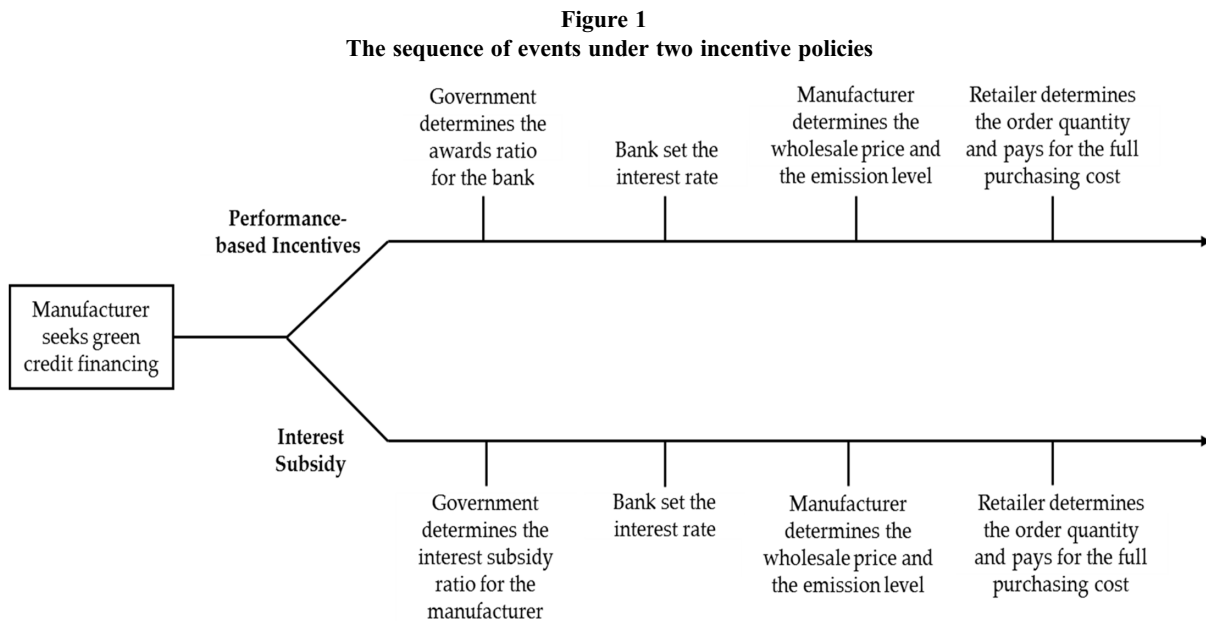 Figure 1
The sequence of events under two incentive policies
Government
determines the
awards ratio
for the bank
Bank set the
interest rate
Manufacturer
determines the
wholesale price and
the emission level
Retailer determines
the order quantity
and pays for the full
purchasing cost
Performance-
based Incentives
Manufacturer
seeks green
credit financing
Interest
Subsidy
Government
determines the
interest subsidy
ratio for the
manufacturer
Bank set the
interest rate
Manufacturer
determines the
wholesale price and
the emission level
Retailer determines
the order quantity
and pays for the full
purchasing cost